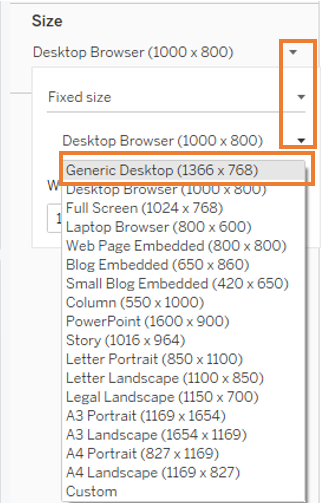 Size
Desktop Browser (1000 x 800)
Fixed size
Desktop Browser (1000 x 800)
Generic Desktop (1366 x 768)
Desktop Browser (1000 x 800)
Full Screen (1024 x 768)
Laptop Browser (800 x 600)
Web Page Embedded (800 x 800)
Blog Embedded (650 x 860)
Small Blog Embedded (420 x 650)
Column (550 x 1000)
PowerPoint (1600 x 900)
Story (1016 x 964)
Letter Portrait (850 x 1100)
Letter Landscape (1100 x 850)
Legal Landscape (1150 x 700)
A3 Portrait (1169 x 1654)
A3 Landscape (1654 x 1169)
A4 Portrait (827 x 1169)
A4 Landscape (1169 x 827)
Custom